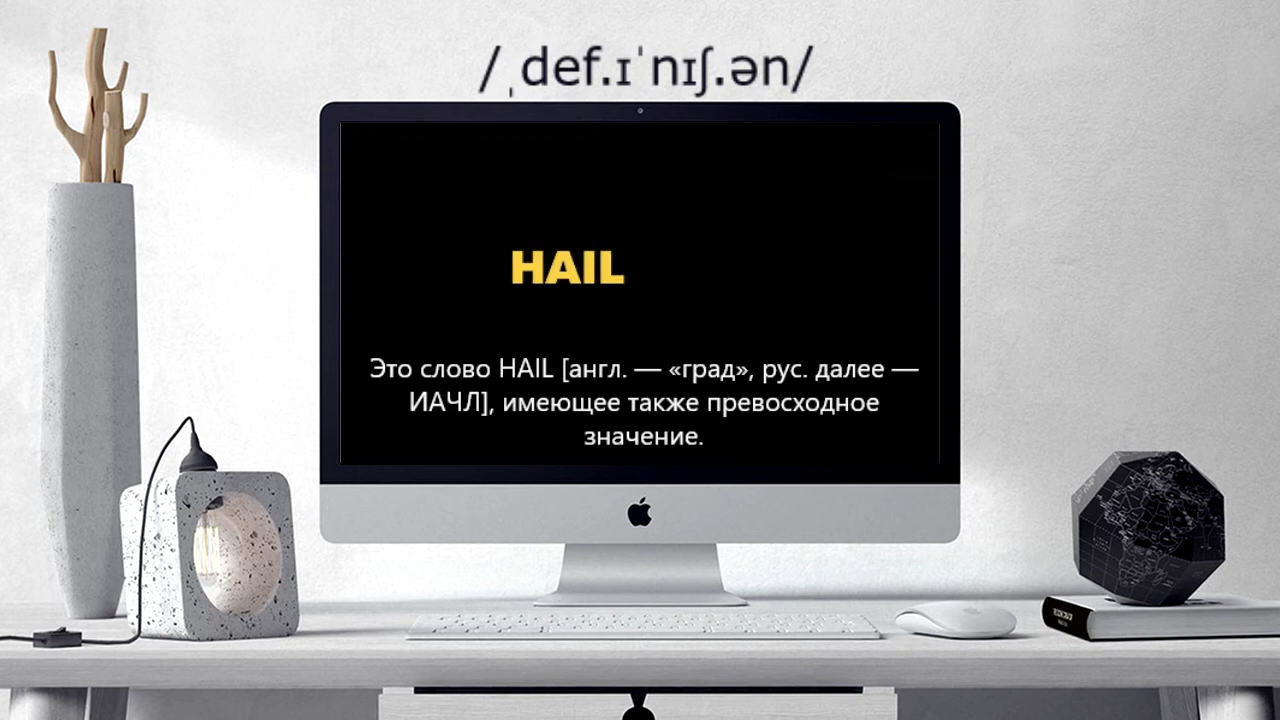 /ˌdef.ɪˈnɪʃ.ən/
HAIL
Это слово HAIL [англ. — «град», рус. далее —
ИАЧЛ], имеющее также превосходное
значение.